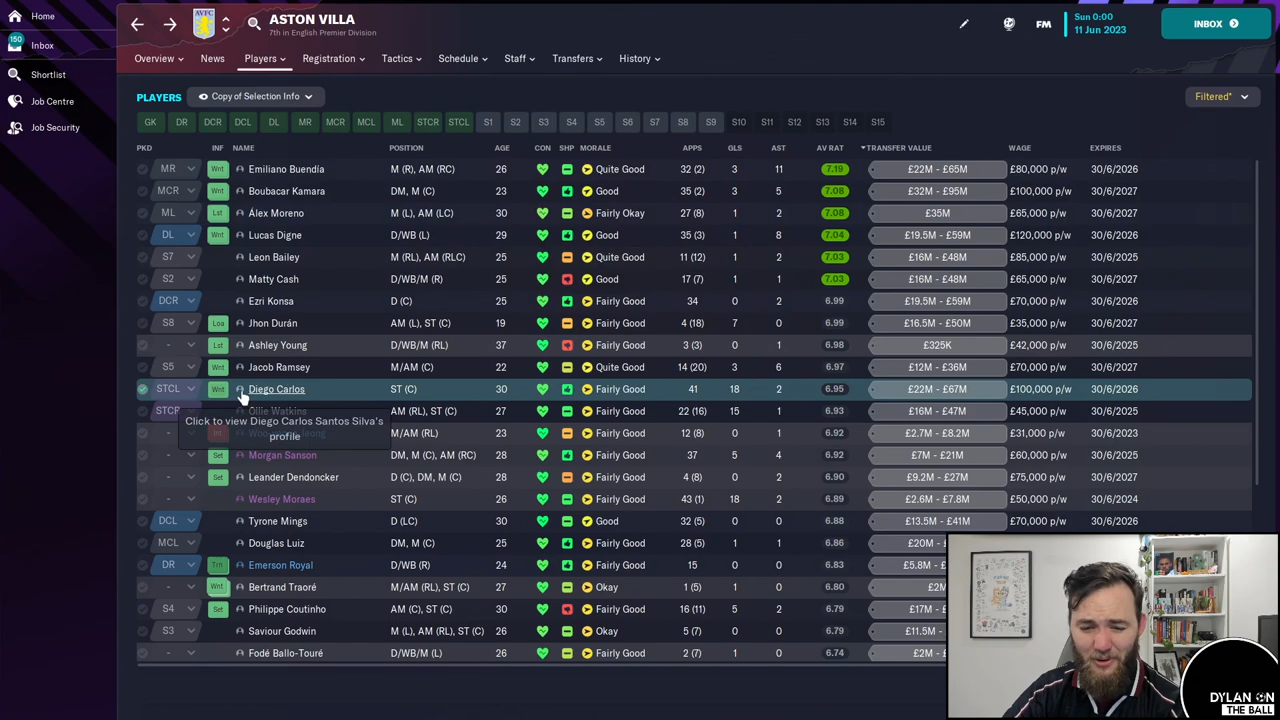 Home
150
Inbox
Shortlist
Job Centre
Job Security
AVFC
ASTON VILLA
7th in English Premier Division
FM
Sun 0:00
11 Jun 2023
INBOX
Overview News Players Registration Tactics Schedule Staff Transfers History
PLAYERS Copy of Selection Info Filtered*
GK DR DCR DCL DL MR MCR MCL ML STCR STCL S1 S2 S3 S4 S5 S6 S7 S8 S9 S10 S11 S12 S13 S14 S15
PKD INF NAME POSITION AGE CON SHP MORALE APPS GLS AST AV RAT TRANSFER VALUE WAGE EXPIRES
MR Wnt Emiliano Buendía M (R), AM (RC) 26 Quite Good 32 (2) 3 11 7.19 £22M - £65M £80,000 p/w 30/6/2026
MCR Wnt Boubacar Kamara DM, M (C) 23 Good 35 (2) 3 5 7.08 £32M - £95M £100,000 p/w 30/6/2027
ML Lst Álex Moreno M (L), AM (LC) 30 Fairly Okay 27 (8) 1 2 7.08 £35M £65,000 p/w 30/6/2027
DL Wnt Lucas Digne D/WB (L) 29 Good 35 (3) 1 8 7.04 £19.5M - £59M £120,000 p/w 30/6/2026
S7 Leon Bailey M (RL), AM (RLC) 25 Quite Good 11 (12) 1 2 7.03 £16M - £48M £85,000 p/w 30/6/2025
S2 Matty Cash D/WB/M (R) 25 Good 17 (7) 1 1 7.03 £16M - £48M £65,000 p/w 30/6/2027
DCR Ezri Konsa D (C) 25 Fairly Good 34 0 2 6.99 £19.5M - £59M £70,000 p/w 30/6/2026
S8 Loa Jhon Durán AM (L), ST (C) 19 Fairly Good 4 (18) 7 0 6.99 £16.5M - £50M £35,000 p/w 30/6/2027
- Lst Ashley Young D/WB/M (RL) 37 Fairly Good 3 (3) 1 1 6.98 £325K £42,000 p/w 30/6/2025
S5 Wnt Jacob Ramsey M/AM (C) 22 Quite Good 14 (20) 3 6 6.97 £12M - £36M £70,000 p/w 30/6/2027
STCL Wnt Diego Carlos ST (C) 30 Fairly Good 41 18 2 6.95 £22M - £67M £100,000 p/w 30/6/2026
STCR Ollie Watkins AM (RL), ST (C) 27 Fairly Good 22 (16) 15 1 6.93 £16M - £47M £75,000 p/w 30/6/2025
Click to view Diego Carlos Santos Silva's
profile
- Int M/AM (RL) 23 Fairly Good 12 (8) 0 1 6.92 £2.7M - £8.2M £31,000 p/w 30/6/2023
- Set Morgan Sanson DM, M (C), AM (RC) 28 Fairly Good 37 5 4 6.92 £7M - £21M £60,000 p/w 30/6/2025
- Set Leander Dendoncker D (C), DM, M (C) 28 Fairly Good 4 (8) 0 2 6.90 £9.2M - £27M £75,000 p/w 30/6/2025
- Wesley Moraes ST (C) 26 Fairly Good 43 (1) 18 2 6.89 £2.6M - £7.8M £50,000 p/w 30/6/2024
DCL Tyrone Mings D (LC) 30 Good 32 (5) 0 0 6.88 £13.5M - £41M £70,000 p/w 30/6/2026
MCL Douglas Luiz DM, M (C) 25 Fairly Good 28 (5) 0 1 6.86 £20M -
DR Trn Emerson Royal D/WB (R) 24 Fairly Good 15 0 0 6.83 £5.8M -
- Wnt Bertrand Traoré M/AM (RL), ST (C) 27 Okay 1 (5) 1 0 6.80 £2M
S4 Set Philippe Coutinho AM (C), ST (C) 30 Fairly Good 16 (11) 5 2 6.79 £17M -
S3 Saviour Godwin M (L), AM (RL), ST (C) 26 Okay 5 (7) 0 0 6.79 £11.5M
- Fodé Ballo-Touré D/WB/M (L) 26 Fairly Good 2 (7) 1 0 6.74 £2M -
DYLAN ON
THE BALL